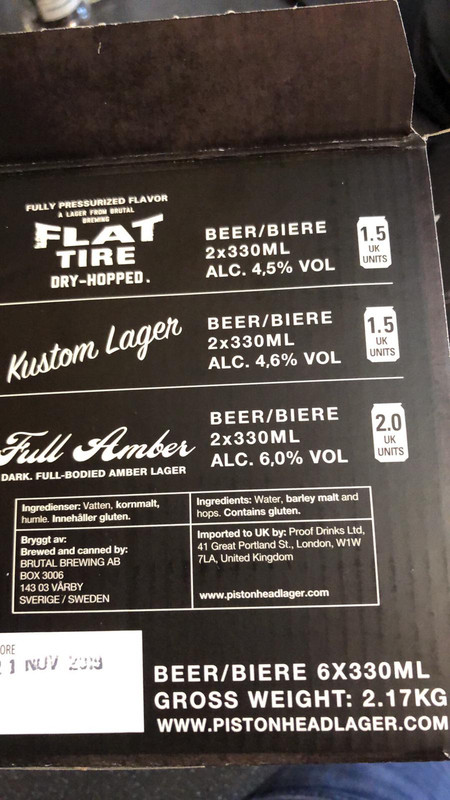 FULLY PRESSURIZED FLAVOR
A LAGER FROM BRUTAL
BREWING
FLAT
TIRE
DRY-HOPPED.
BEER/BIERE
2x330ML
ALC. 4,5% VOL
1.5
UK
UNITS
Kustom Lager
BEER/BIERE
2x330ML
ALC. 4,6% VOL
1.5
UK
UNITS
Full Amber
DARK. FULL-BODIED AMBER LAGER
BEER/BIERE
2x330ML
ALC. 6,0% VOL
2.0
UK
UNITS
Ingredienser: Vatten, kornmalt,
humle. Innehåller gluten.
Bryggt av:
Brewed and canned by:
BRUTAL BREWING AB
BOX 3006
143 03 VÅRBY
SVERIGE / SWEDEN
Ingredients: Water, barley malt and
hops. Contains gluten.
Imported to UK by: Proof Drinks Ltd,
41 Great Portland St., London, W1W
7LA, United Kingdom
www.pistonheadlager.com
ORE
1 NOV 2019
BEER/BIERE 6X330ML
GROSS WEIGHT: 2.17KG
WWW.PISTONHEADLAGER.COM